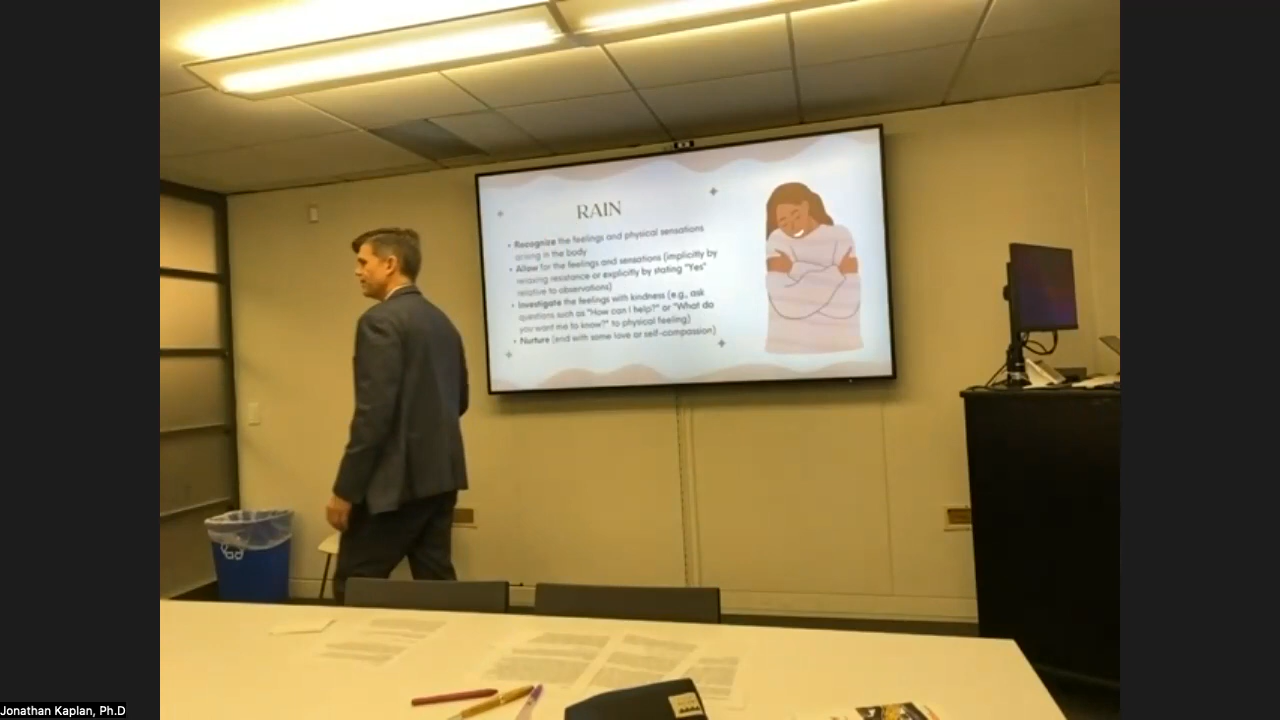 RAIN
• Recognize the feelings and physical sensations
arising in the body
• Allow for the feelings and sensations (implicitly by
relaxing resistance or explicitly by stating "Yes"
relative to observations)
• Investigate the feelings with kindness (e.g., ask
questions such as "How can I help?" or "What do
you want me to know?" to physical feeling)
• Nurture (end with some love or self-compassion)
Jonathan Kaplan, Ph.D